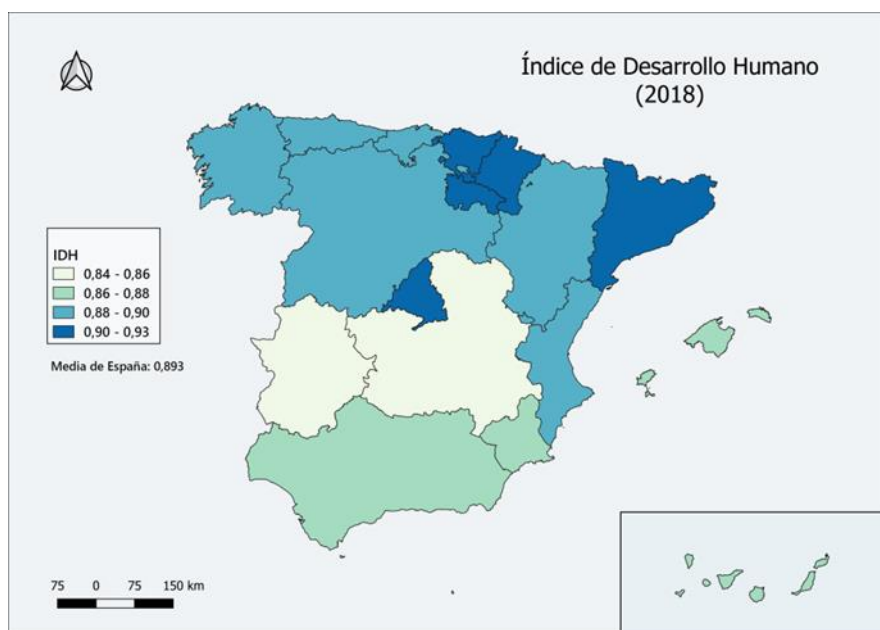 Índice de Desarrollo Humano
(2018)
IDH
0,84 - 0,86
0,86 - 0,88
0,88 - 0,90
0,90 - 0,93
Media de España: 0,893
75 0 75 150 km